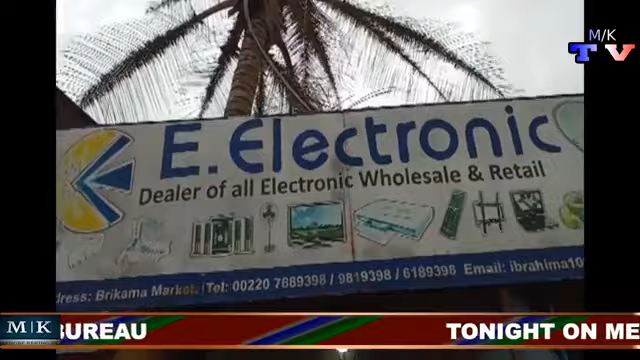 M/K
TV
E.Electronic
Dealer of all Electronic Wholesale & Retail
dress: Brikama Market. Tel: 00220 7889398 / 9819398 / 6189398 Email: ibrahima10
M|K
BUREAU TONIGHT ON ME